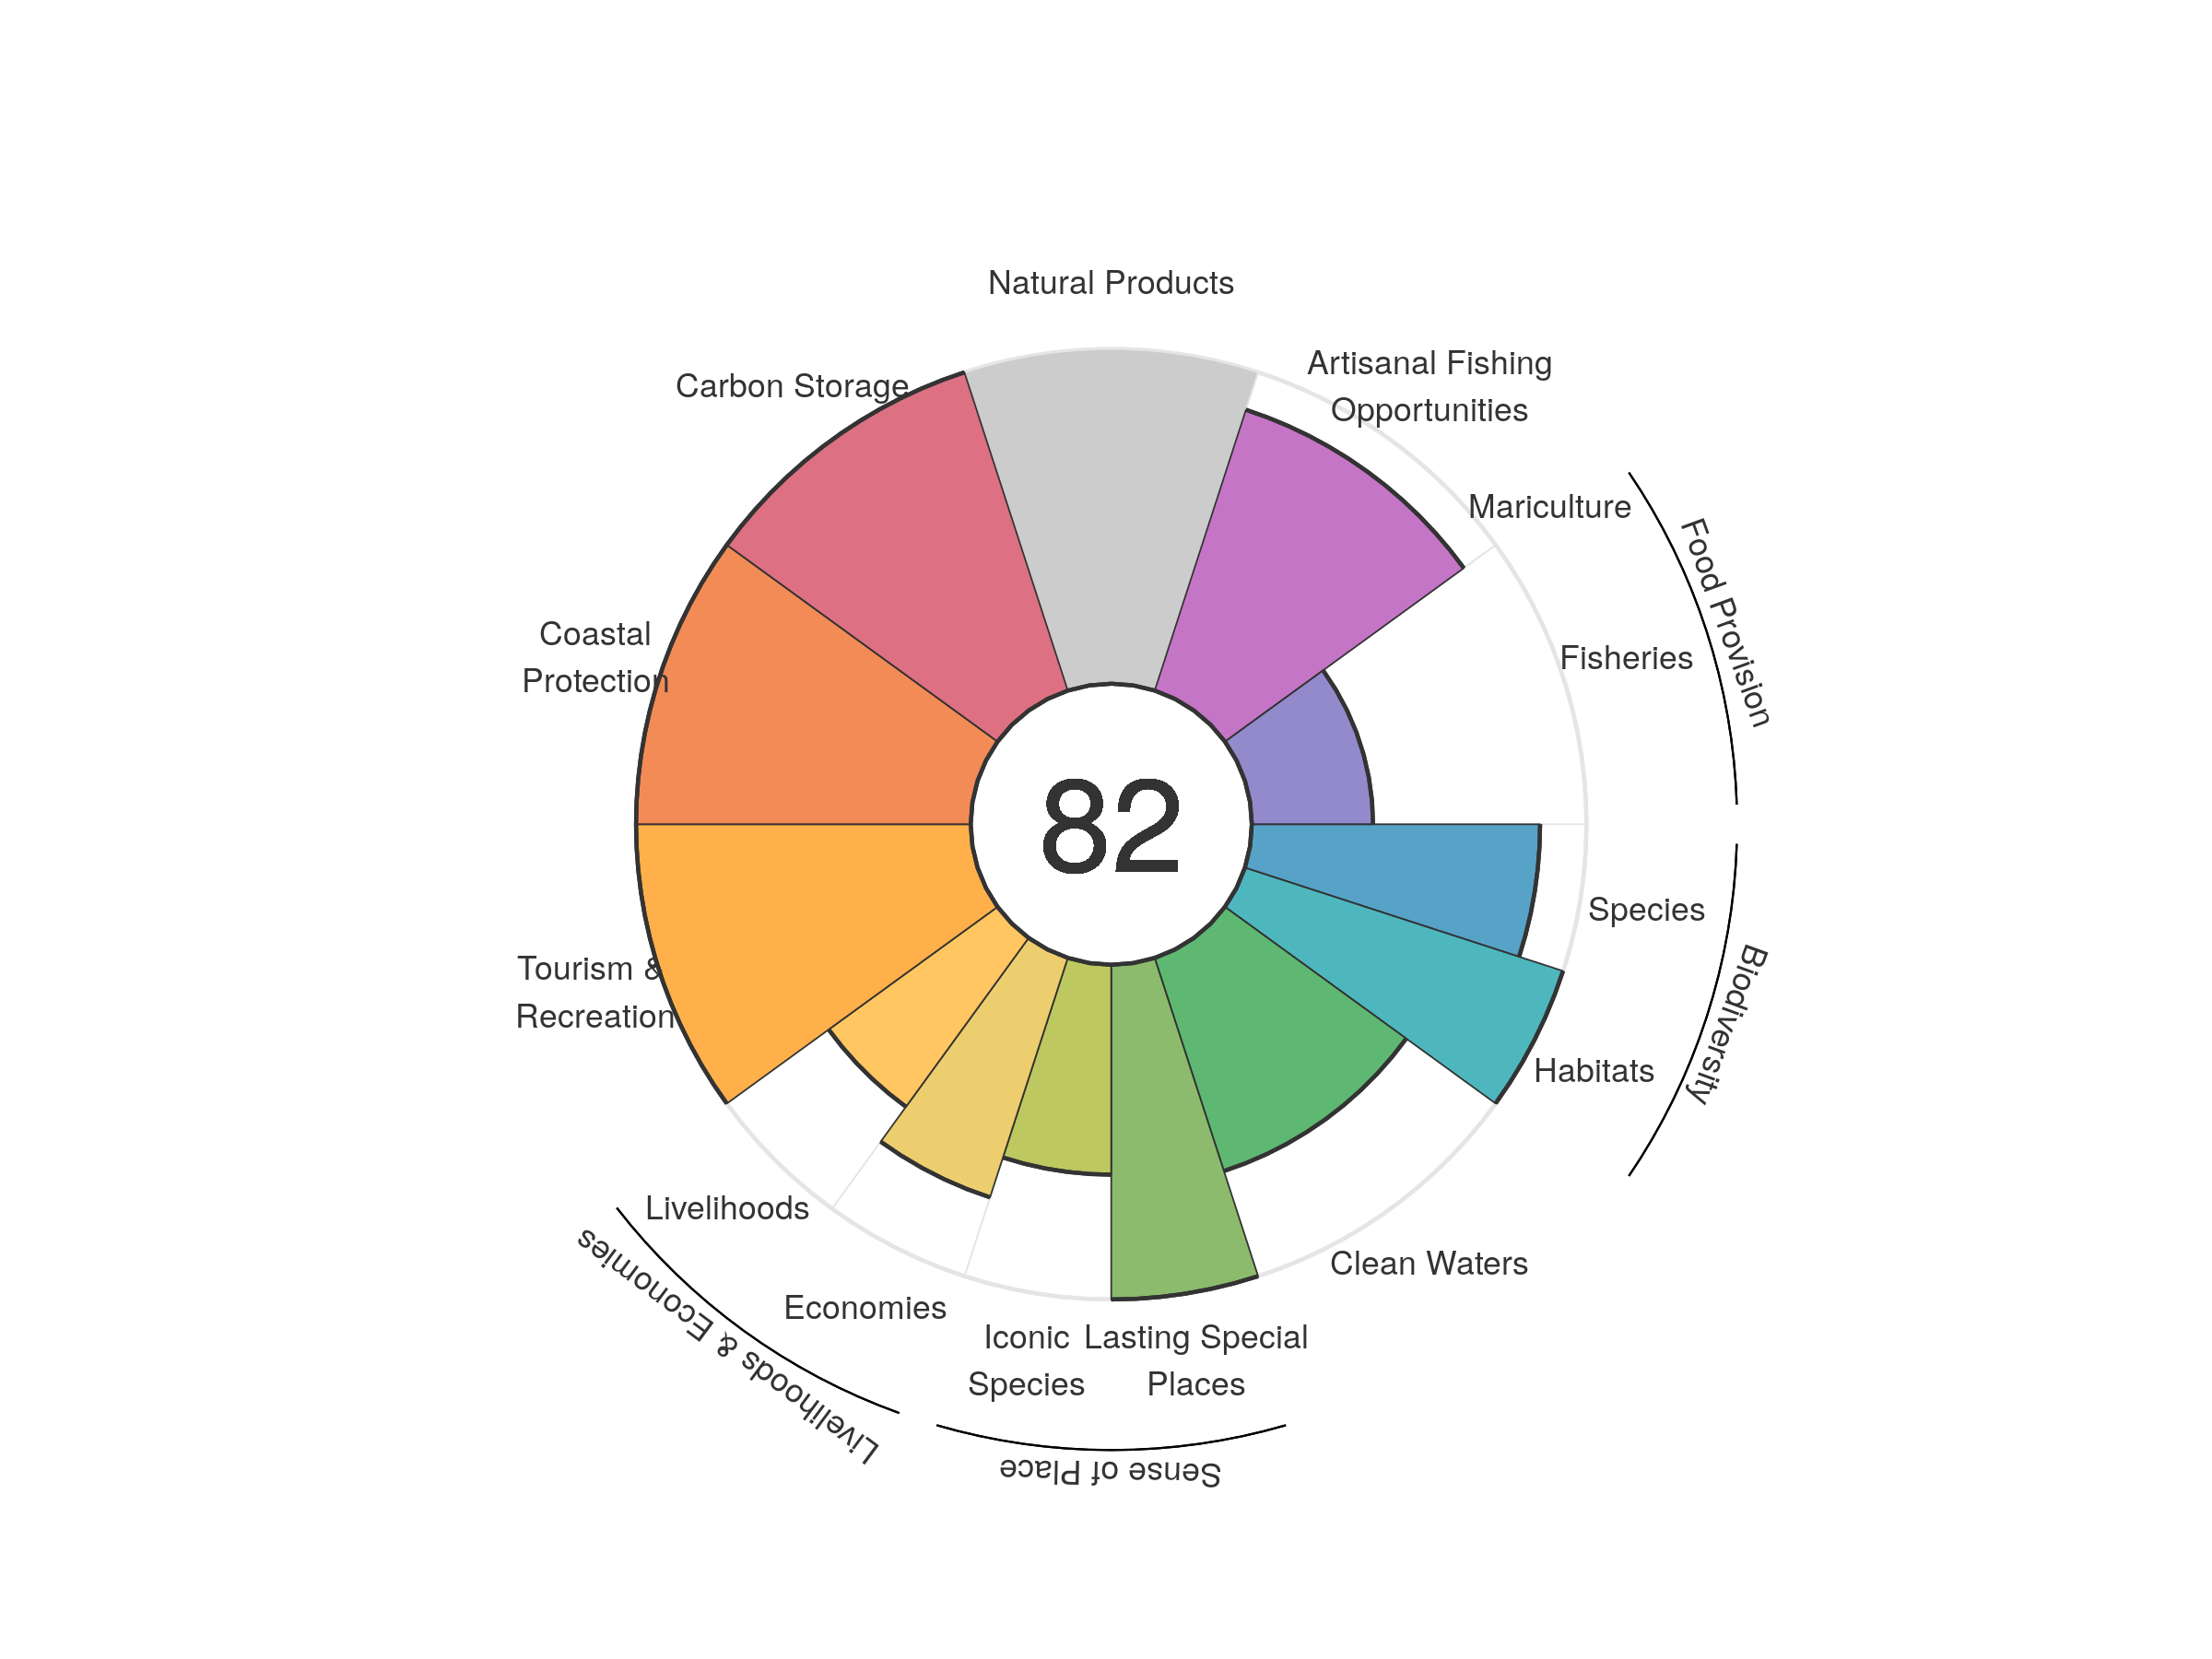 Natural Products
Artisanal Fishing
Opportunities
Carbon Storage
Mariculture
Food Provision
Fisheries
Coastal
Protection
82
Species
Biodiversity
Tourism &
Recreation
Habitats
Livelihoods
Clean Waters
Livelihoods & Economies
Economies
Iconic
Species
Lasting Special
Places
Sense of Place